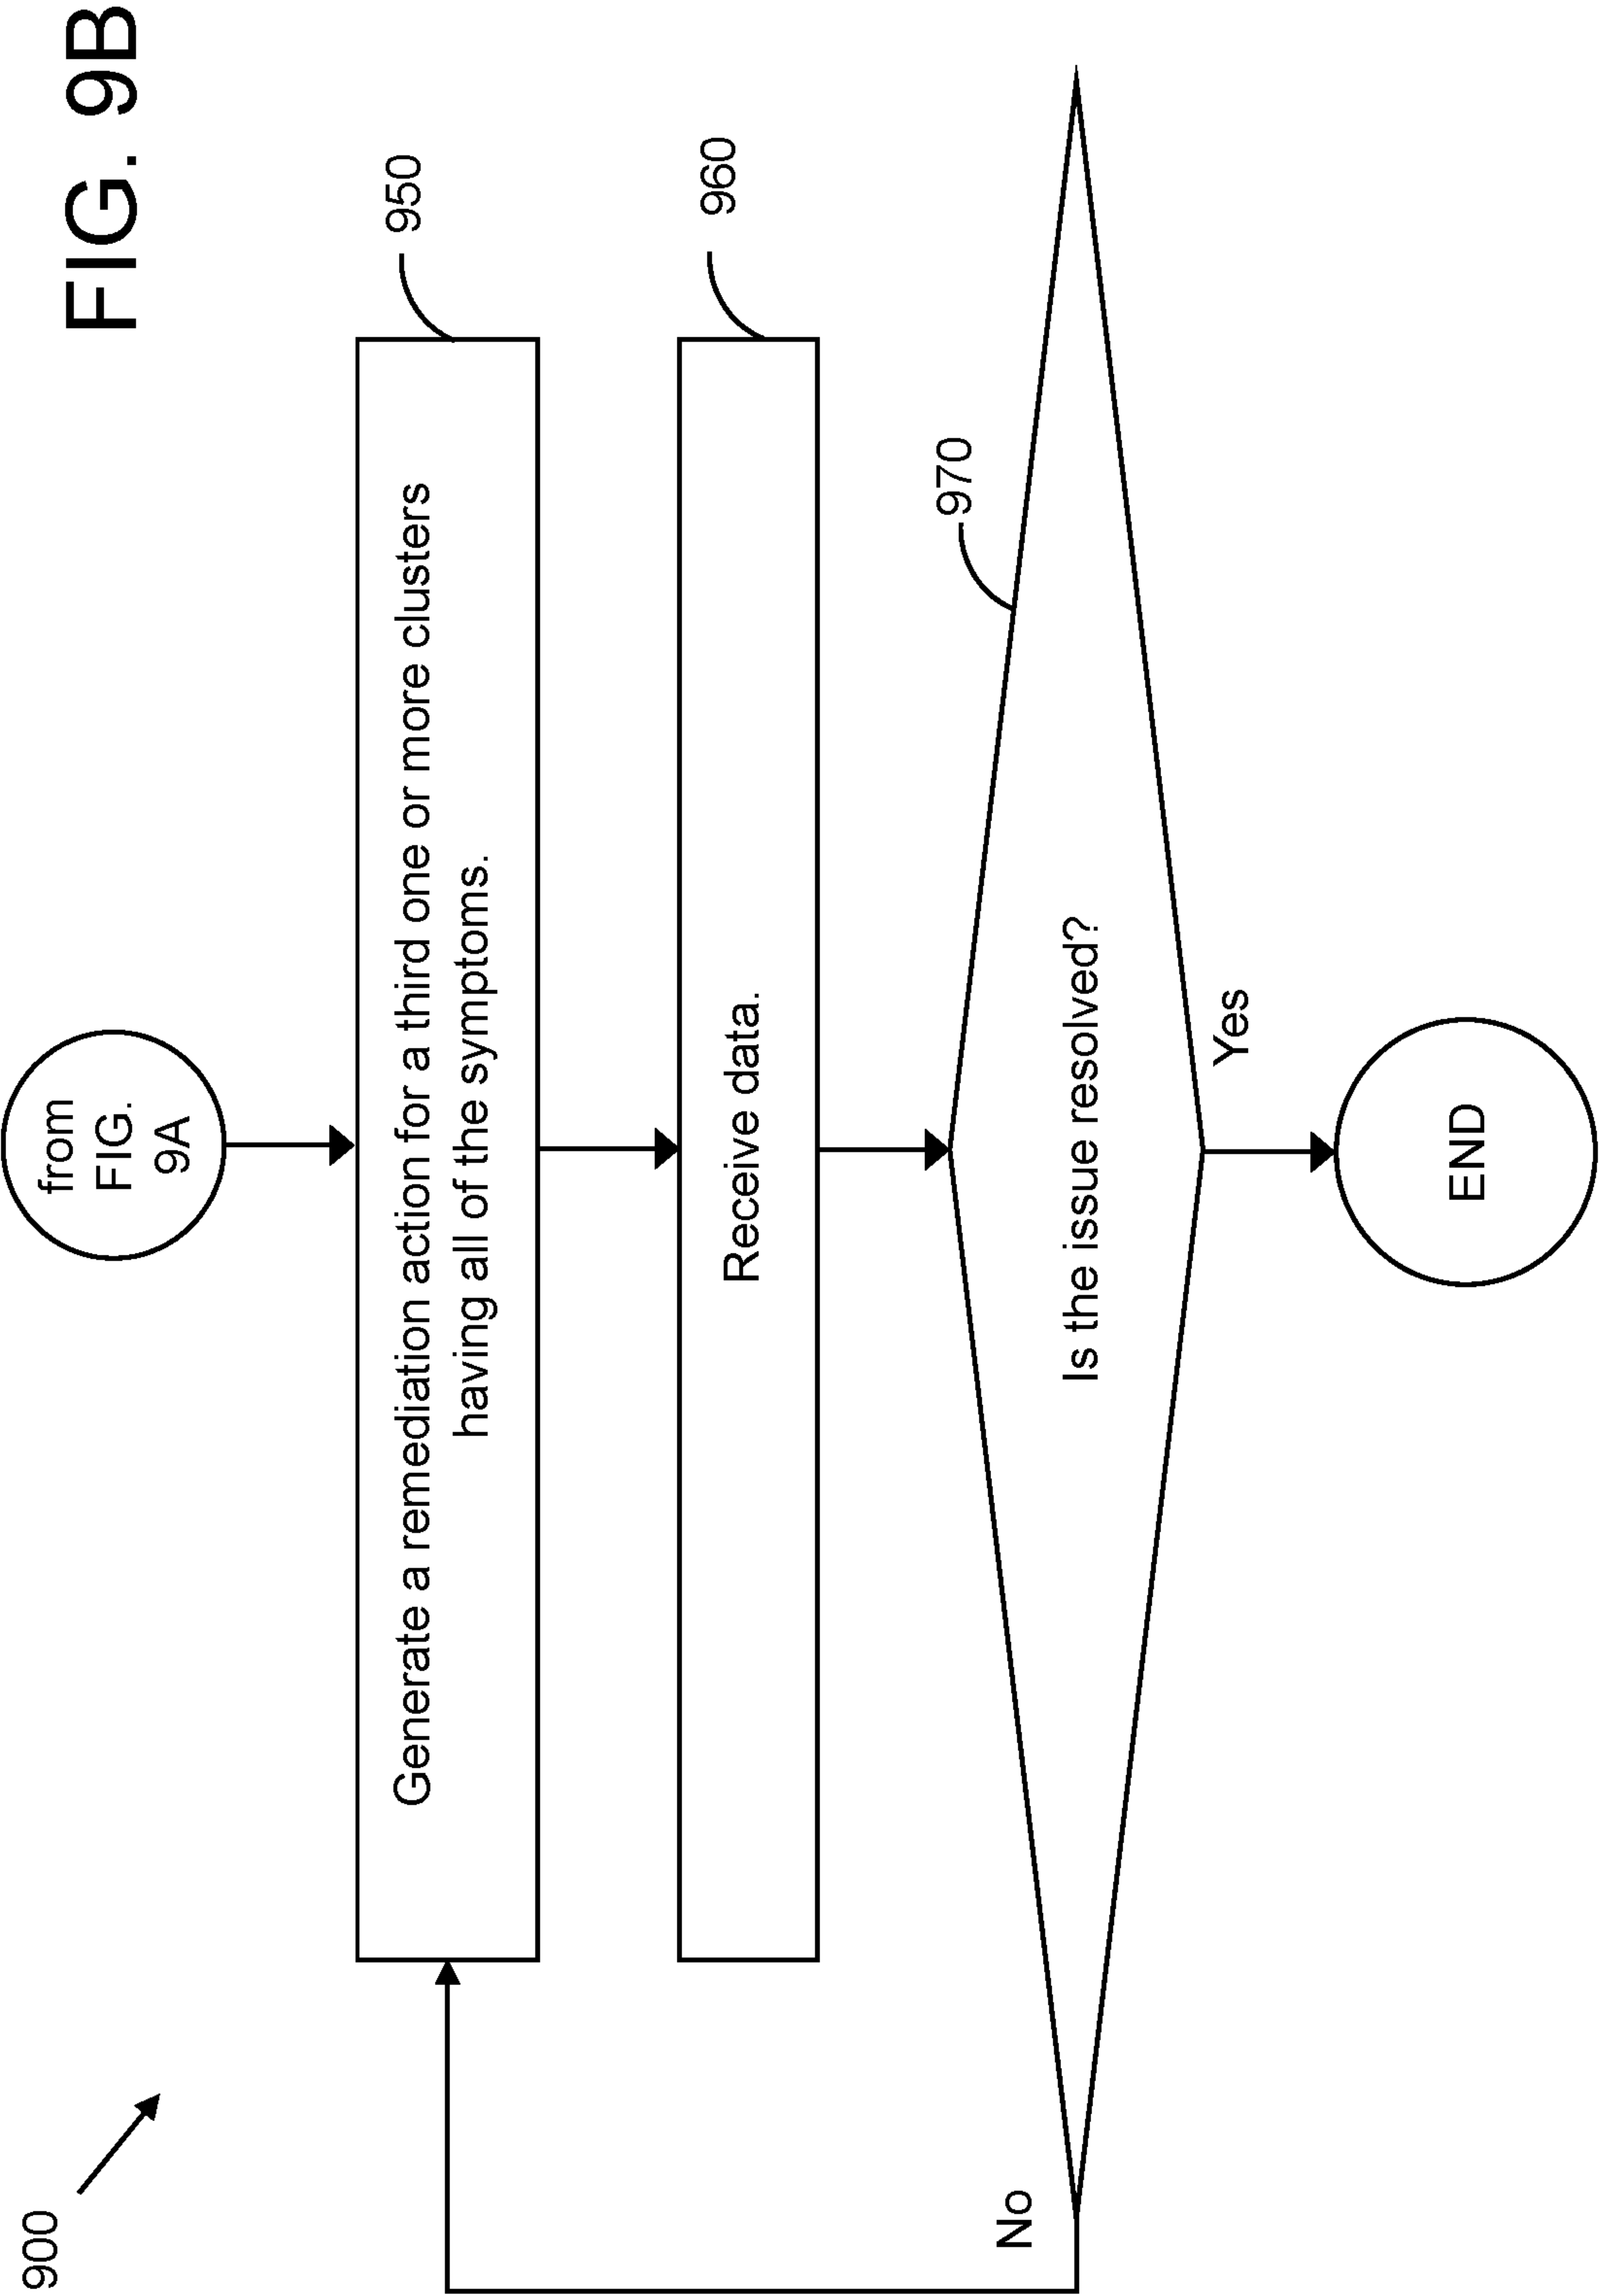 FIG. 9B
900
from
FIG.
9A
950
Generate a remediation action for a third one or more clusters
having all of the symptoms.
960
Receive data.
970
Is the issue resolved?
No
Yes
END